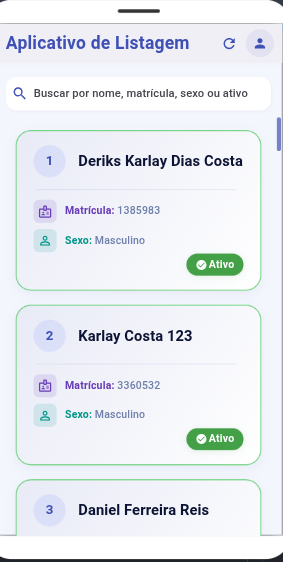 Aplicativo de Listagem
Buscar por nome, matrícula, sexo ou ativo
1
Deriks Karlay Dias Costa
Matrícula: 1385983
Sexo: Masculino
Ativo
2
Karlay Costa 123
Matrícula: 3360532
Sexo: Masculino
Ativo
3
Daniel Ferreira Reis